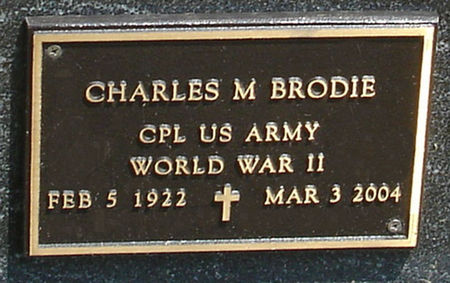 CHARLES M BRODIE
CPL US ARMY
WORLD WAR II
FEB 5 1922 MAR 3 2004